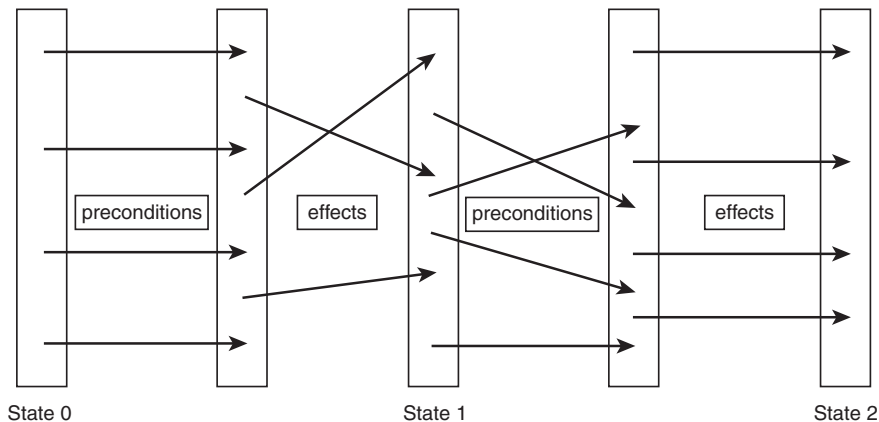 preconditions
effects
preconditions
effects
State 0
State 1
State 2